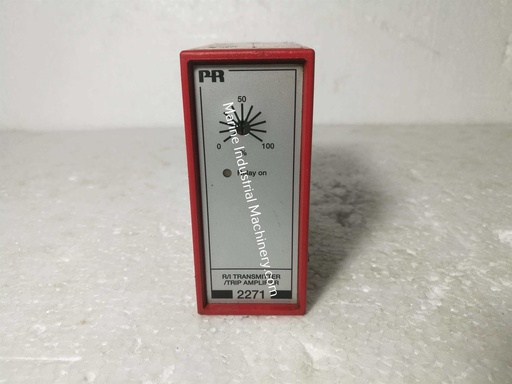 PR
50
0
100
%
Relay on
R/I TRANSMITTER
/TRIP AMPLIFIER
2271
Marine Industrial Machinery.com